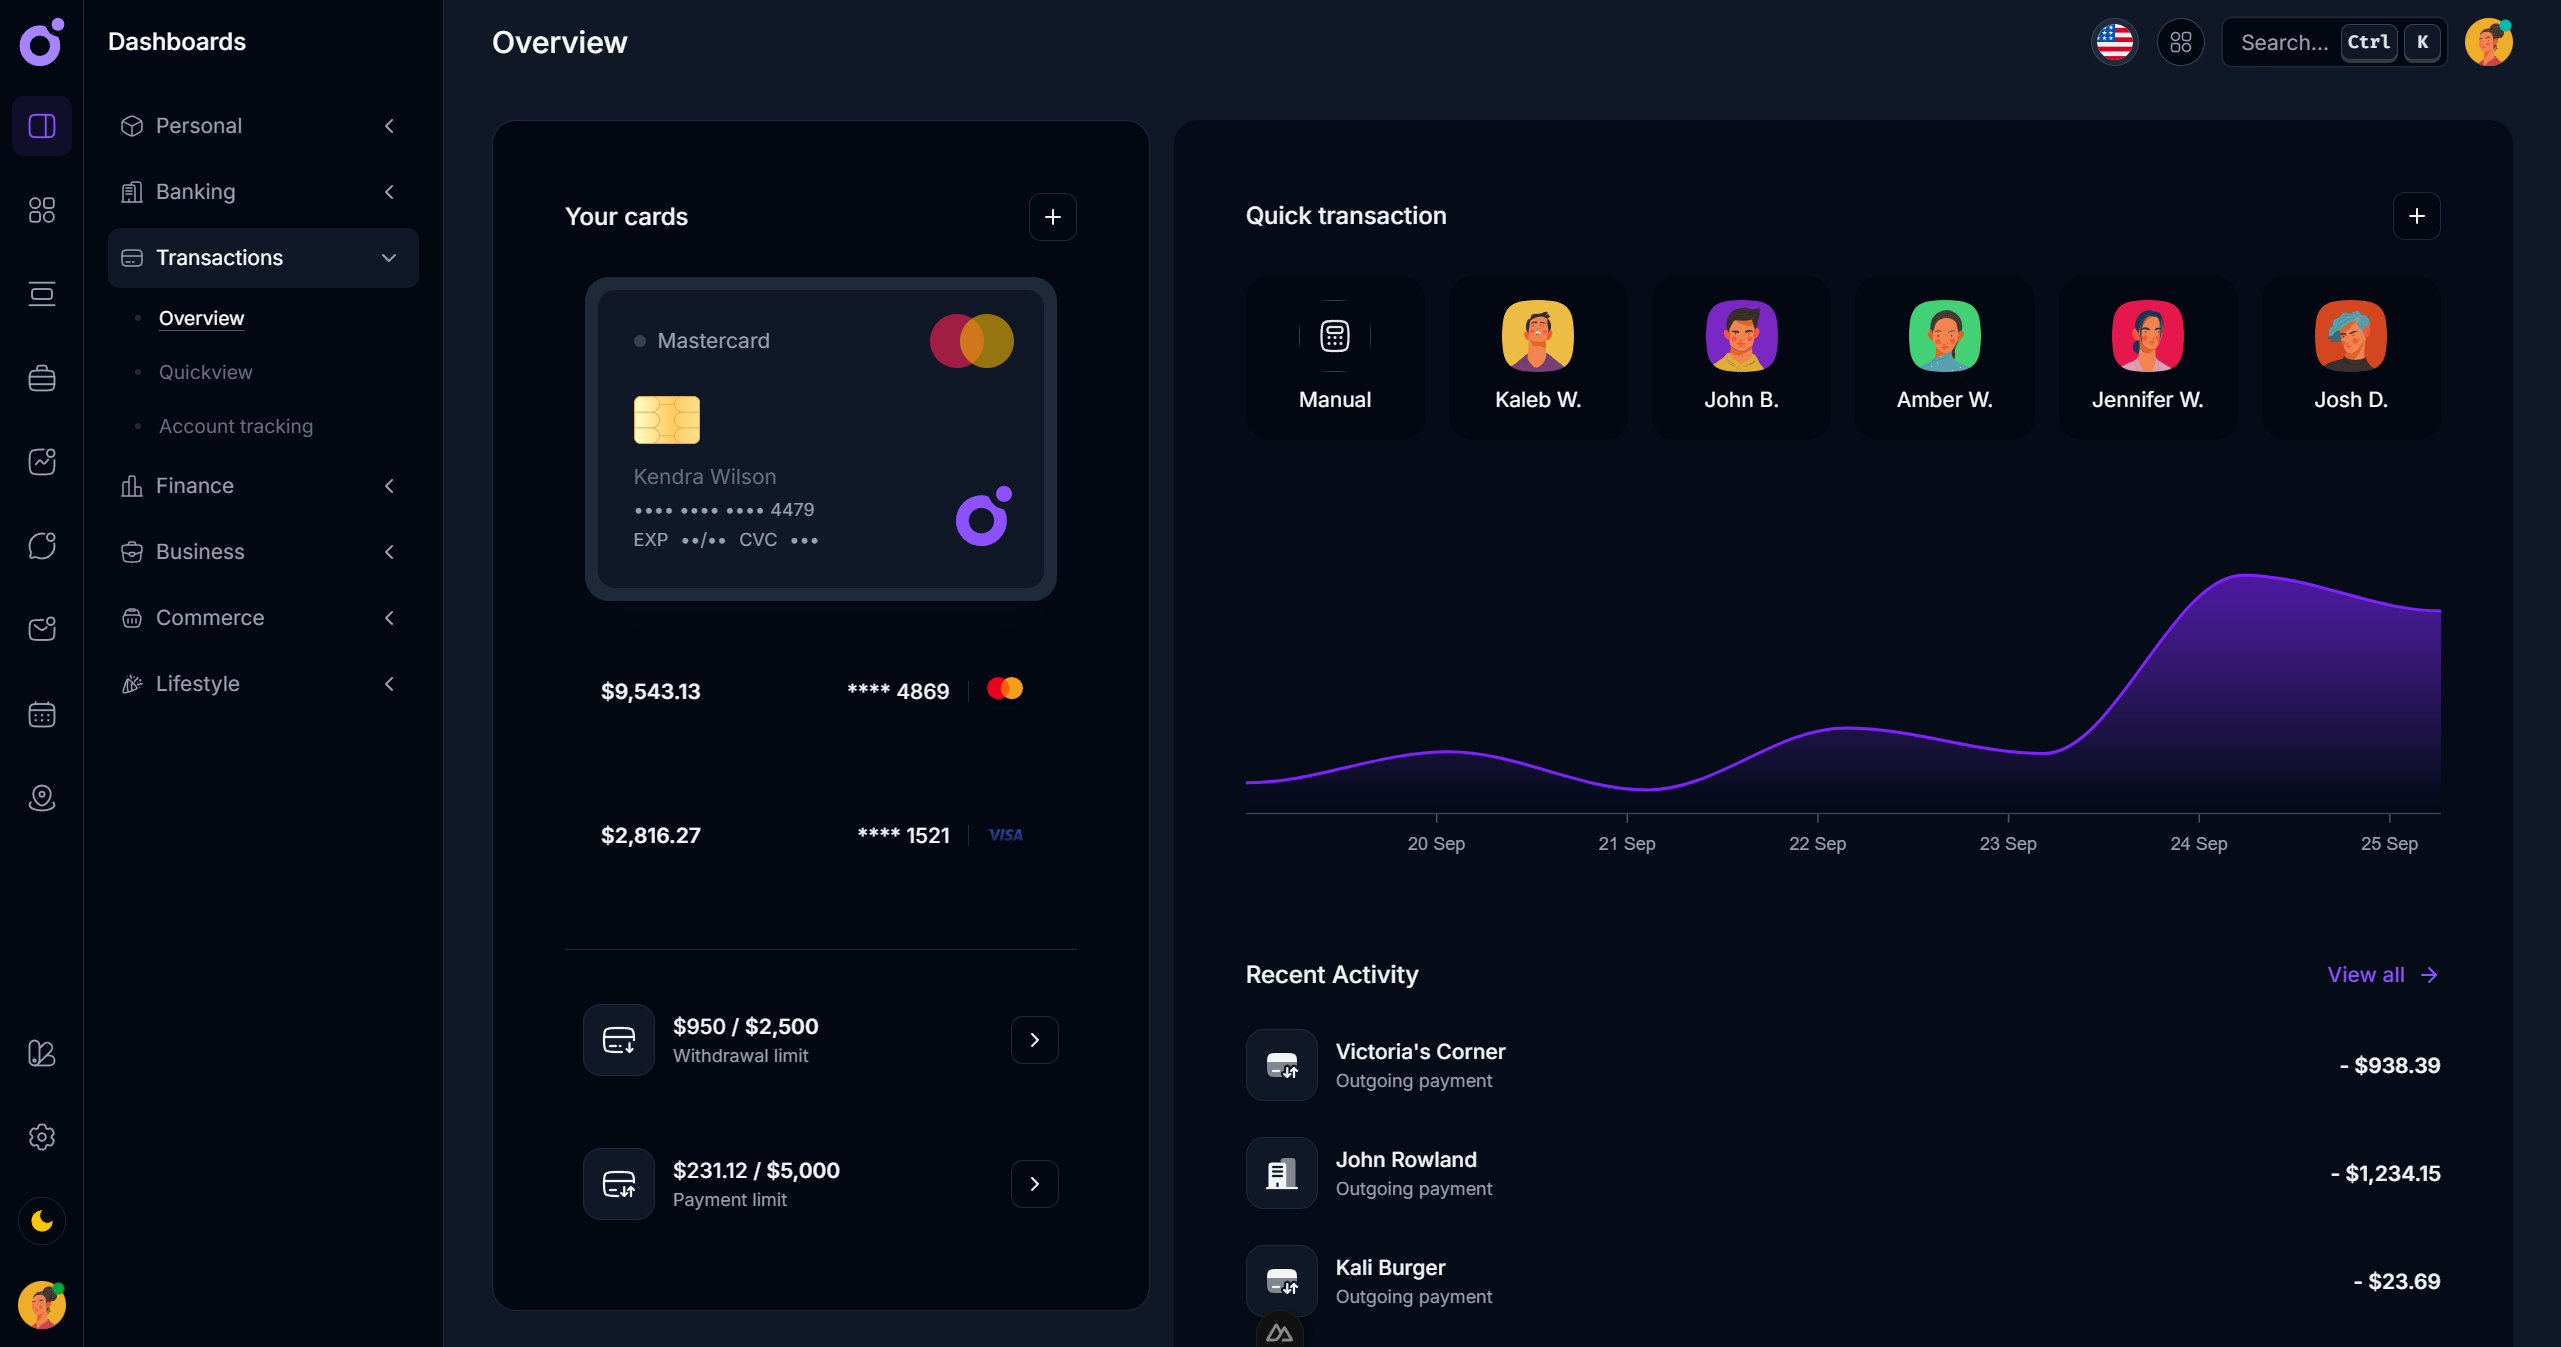 Dashboards
Personal
Banking
Transactions
Overview
Quickview
Account tracking
Finance
Business
Commerce
Lifestyle
Overview
Search...
Ctrl
K
Your cards
Mastercard
Kendra Wilson
•••• •••• •••• 4479
EXP ••/•• CVC •••
$9,543.13
**** 4869
$2,816.27
**** 1521
VISA
$950 / $2,500
Withdrawal limit
$231.12 / $5,000
Payment limit
Quick transaction
Manual
Kaleb W.
John B.
Amber W.
Jennifer W.
Josh D.
20 Sep
21 Sep
22 Sep
23 Sep
24 Sep
25 Sep
Recent Activity
View all
Victoria's Corner
Outgoing payment
- $938.39
John Rowland
Outgoing payment
- $1,234.15
Kali Burger
Outgoing payment
- $23.69